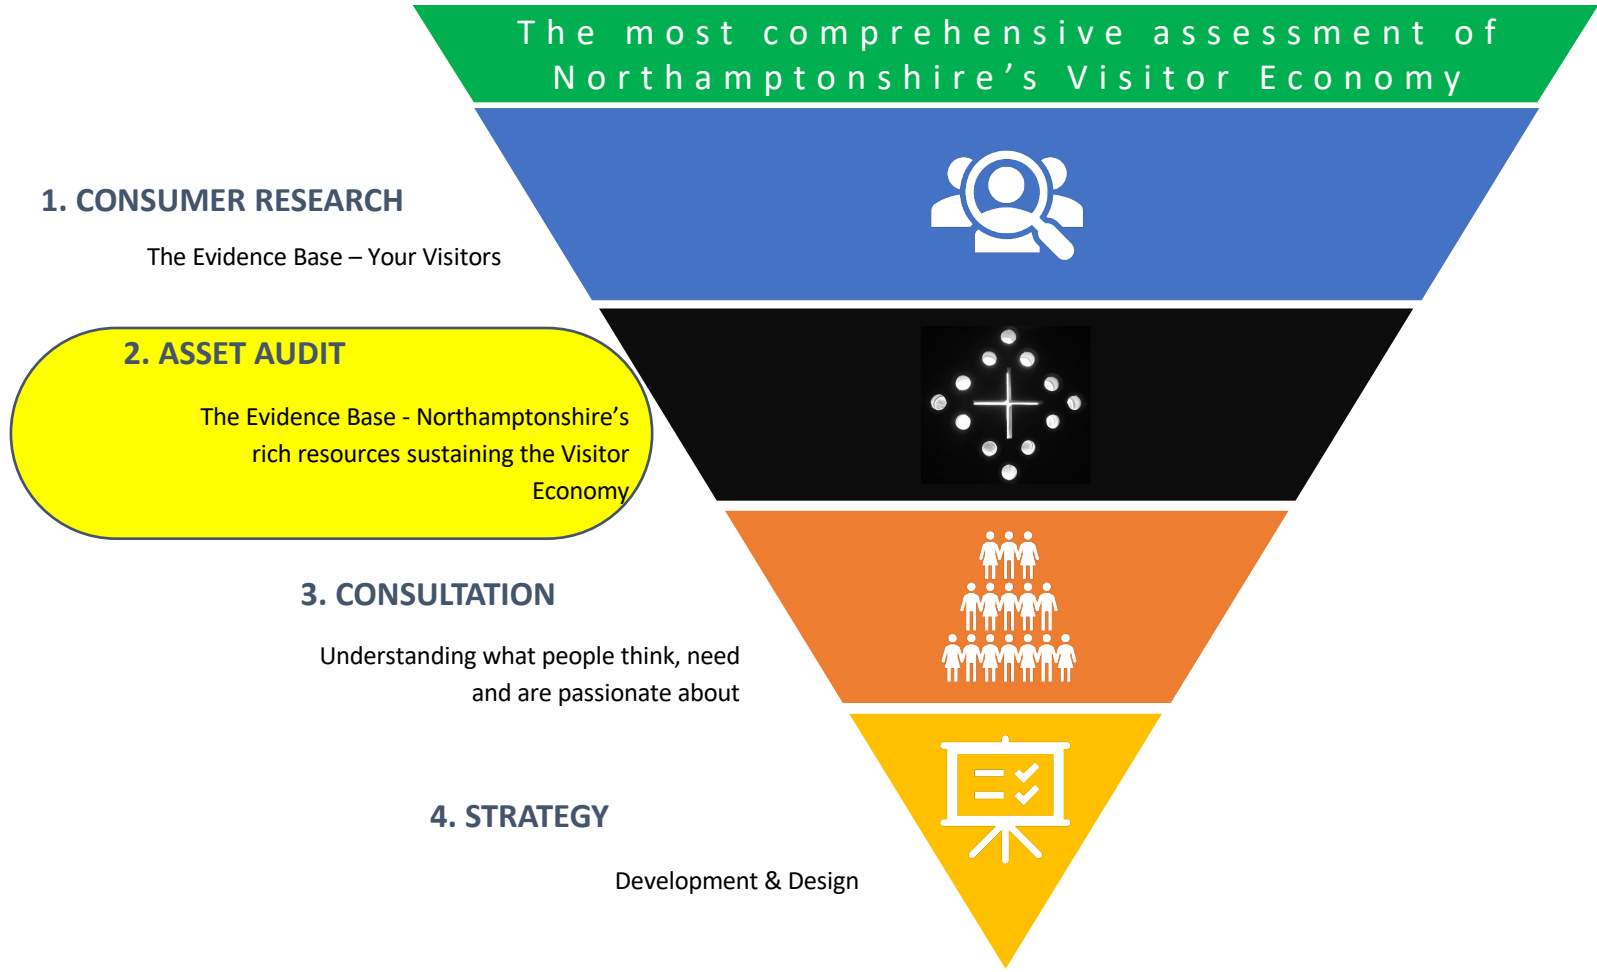 The most comprehensive assessment of
Northamptonshire’s Visitor Economy
1. CONSUMER RESEARCH
The Evidence Base – Your Visitors
2. ASSET AUDIT
The Evidence Base - Northamptonshire’s
rich resources sustaining the Visitor
Economy
3. CONSULTATION
Understanding what people think, need
and are passionate about
4. STRATEGY
Development & Design